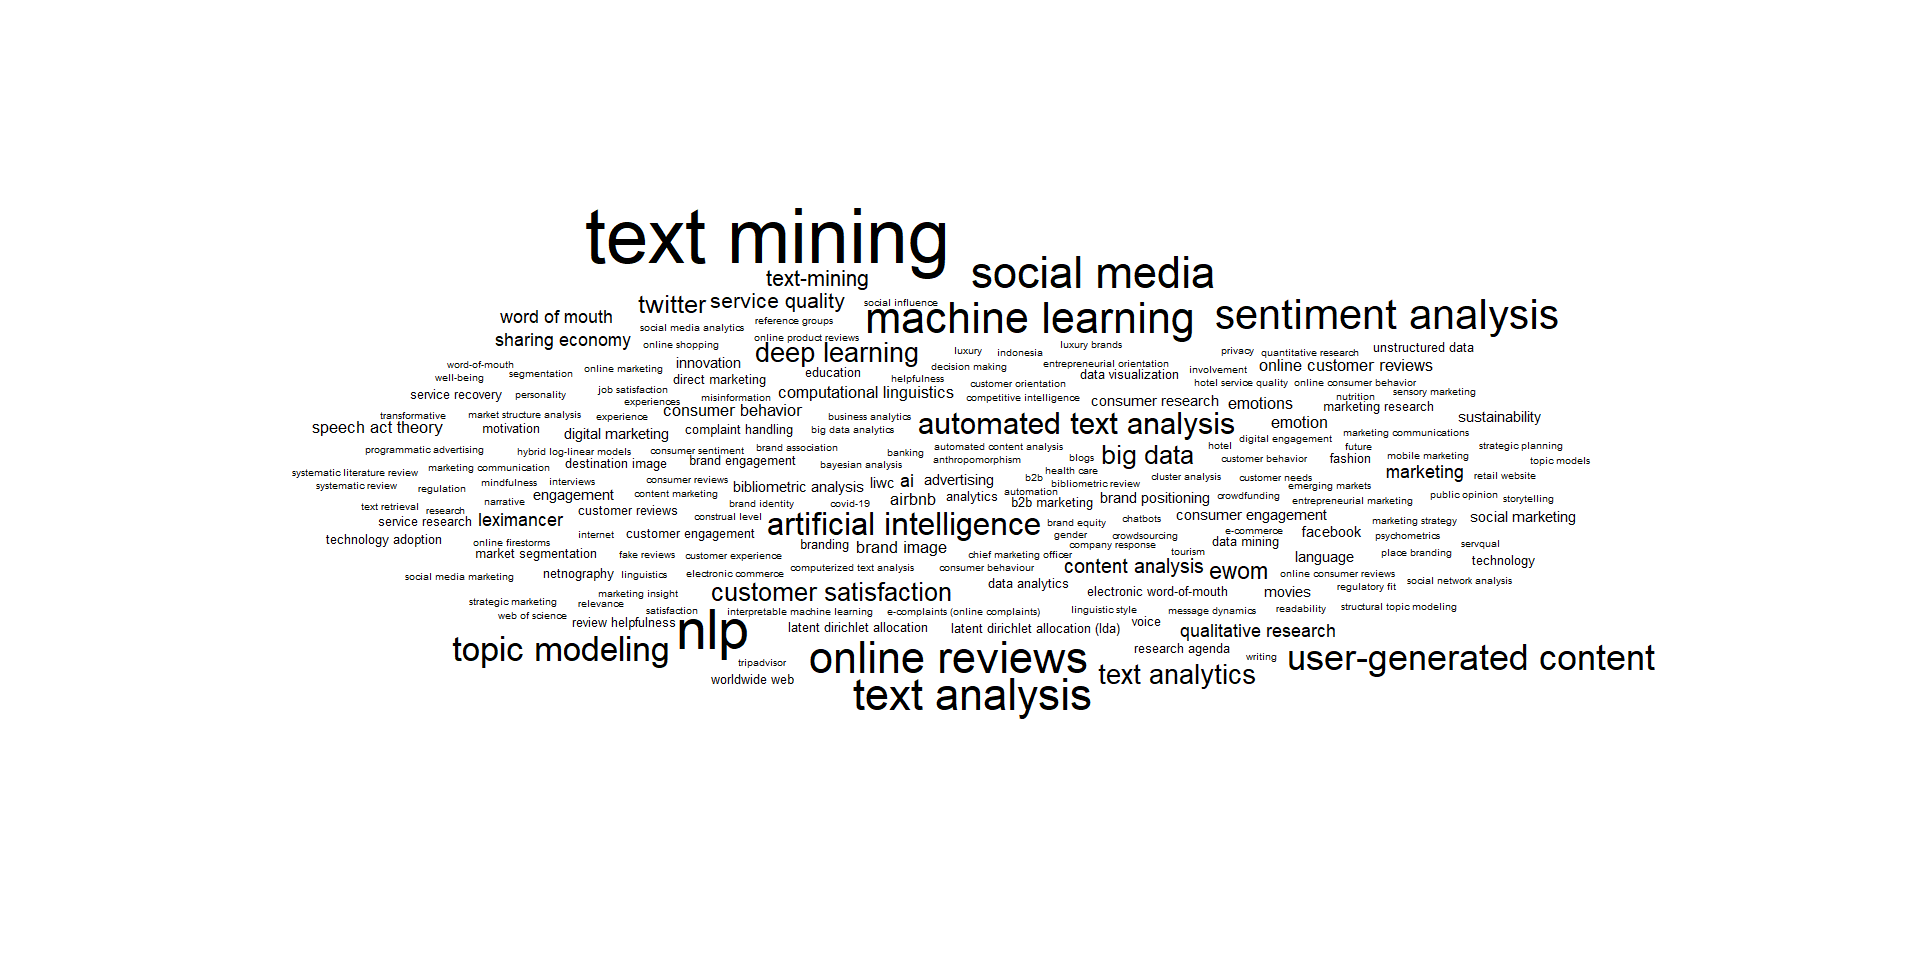 text mining
social media
text-mining
twitter service quality social influence
word of mouth machine learning sentiment analysis
social media analytics reference groups
sharing economy online shopping online product reviews
deep learning luxury indonesia luxury brands privacy quantitative research unstructured data
word-of-mouth segmentation online marketing innovation education decision making entrepreneurial orientation data visualization involvement online customer reviews
well-being job satisfaction direct marketing helpfulness customer orientation hotel service quality online consumer behavior
service recovery personality experiences misinformation computational linguistics competitive intelligence consumer research emotions nutrition marketing research sensory marketing
transformative market structure analysis experience consumer behavior business analytics automated text analysis emotion sustainability
speech act theory motivation digital marketing complaint handling big data analytics digital engagement marketing communications
programmatic advertising hybrid log-linear models consumer sentiment brand association banking automated content analysis blogs big data hotel future strategic planning
systematic literature review marketing communication destination image brand engagement bayesian analysis anthropomorphism health care customer behavior fashion mobile marketing topic models
systematic review regulation mindfulness interviews consumer reviews bibliometric analysis liwc ai advertising b2b bibliometric review cluster analysis customer needs emerging markets marketing retail website
text retrieval research narrative engagement content marketing brand identity covid-19 airbnb analytics automation b2b marketing brand positioning crowdfunding entrepreneurial marketing public opinion storytelling
service research leximancer customer reviews construal level artificial intelligence brand equity chatbots consumer engagement marketing strategy social marketing
technology adoption online firestorms internet customer engagement branding brand image gender crowdsourcing e-commerce facebook psychometrics
market segmentation fake reviews customer experience chief marketing officer company response tourism data mining language place branding servqual
social media marketing netnography linguistics electronic commerce computerized text analysis consumer behaviour content analysis ewom online consumer reviews social network analysis technology
strategic marketing marketing insight customer satisfaction data analytics electronic word-of-mouth movies regulatory fit
web of science relevance satisfaction interpretable machine learning e-complaints (online complaints) linguistic style message dynamics readability structural topic modeling
review helpfulness nlp latent dirichlet allocation latent dirichlet allocation (lda) voice qualitative research
topic modeling tripadvisor online reviews research agenda writing user-generated content
worldwide web text analysis text analytics